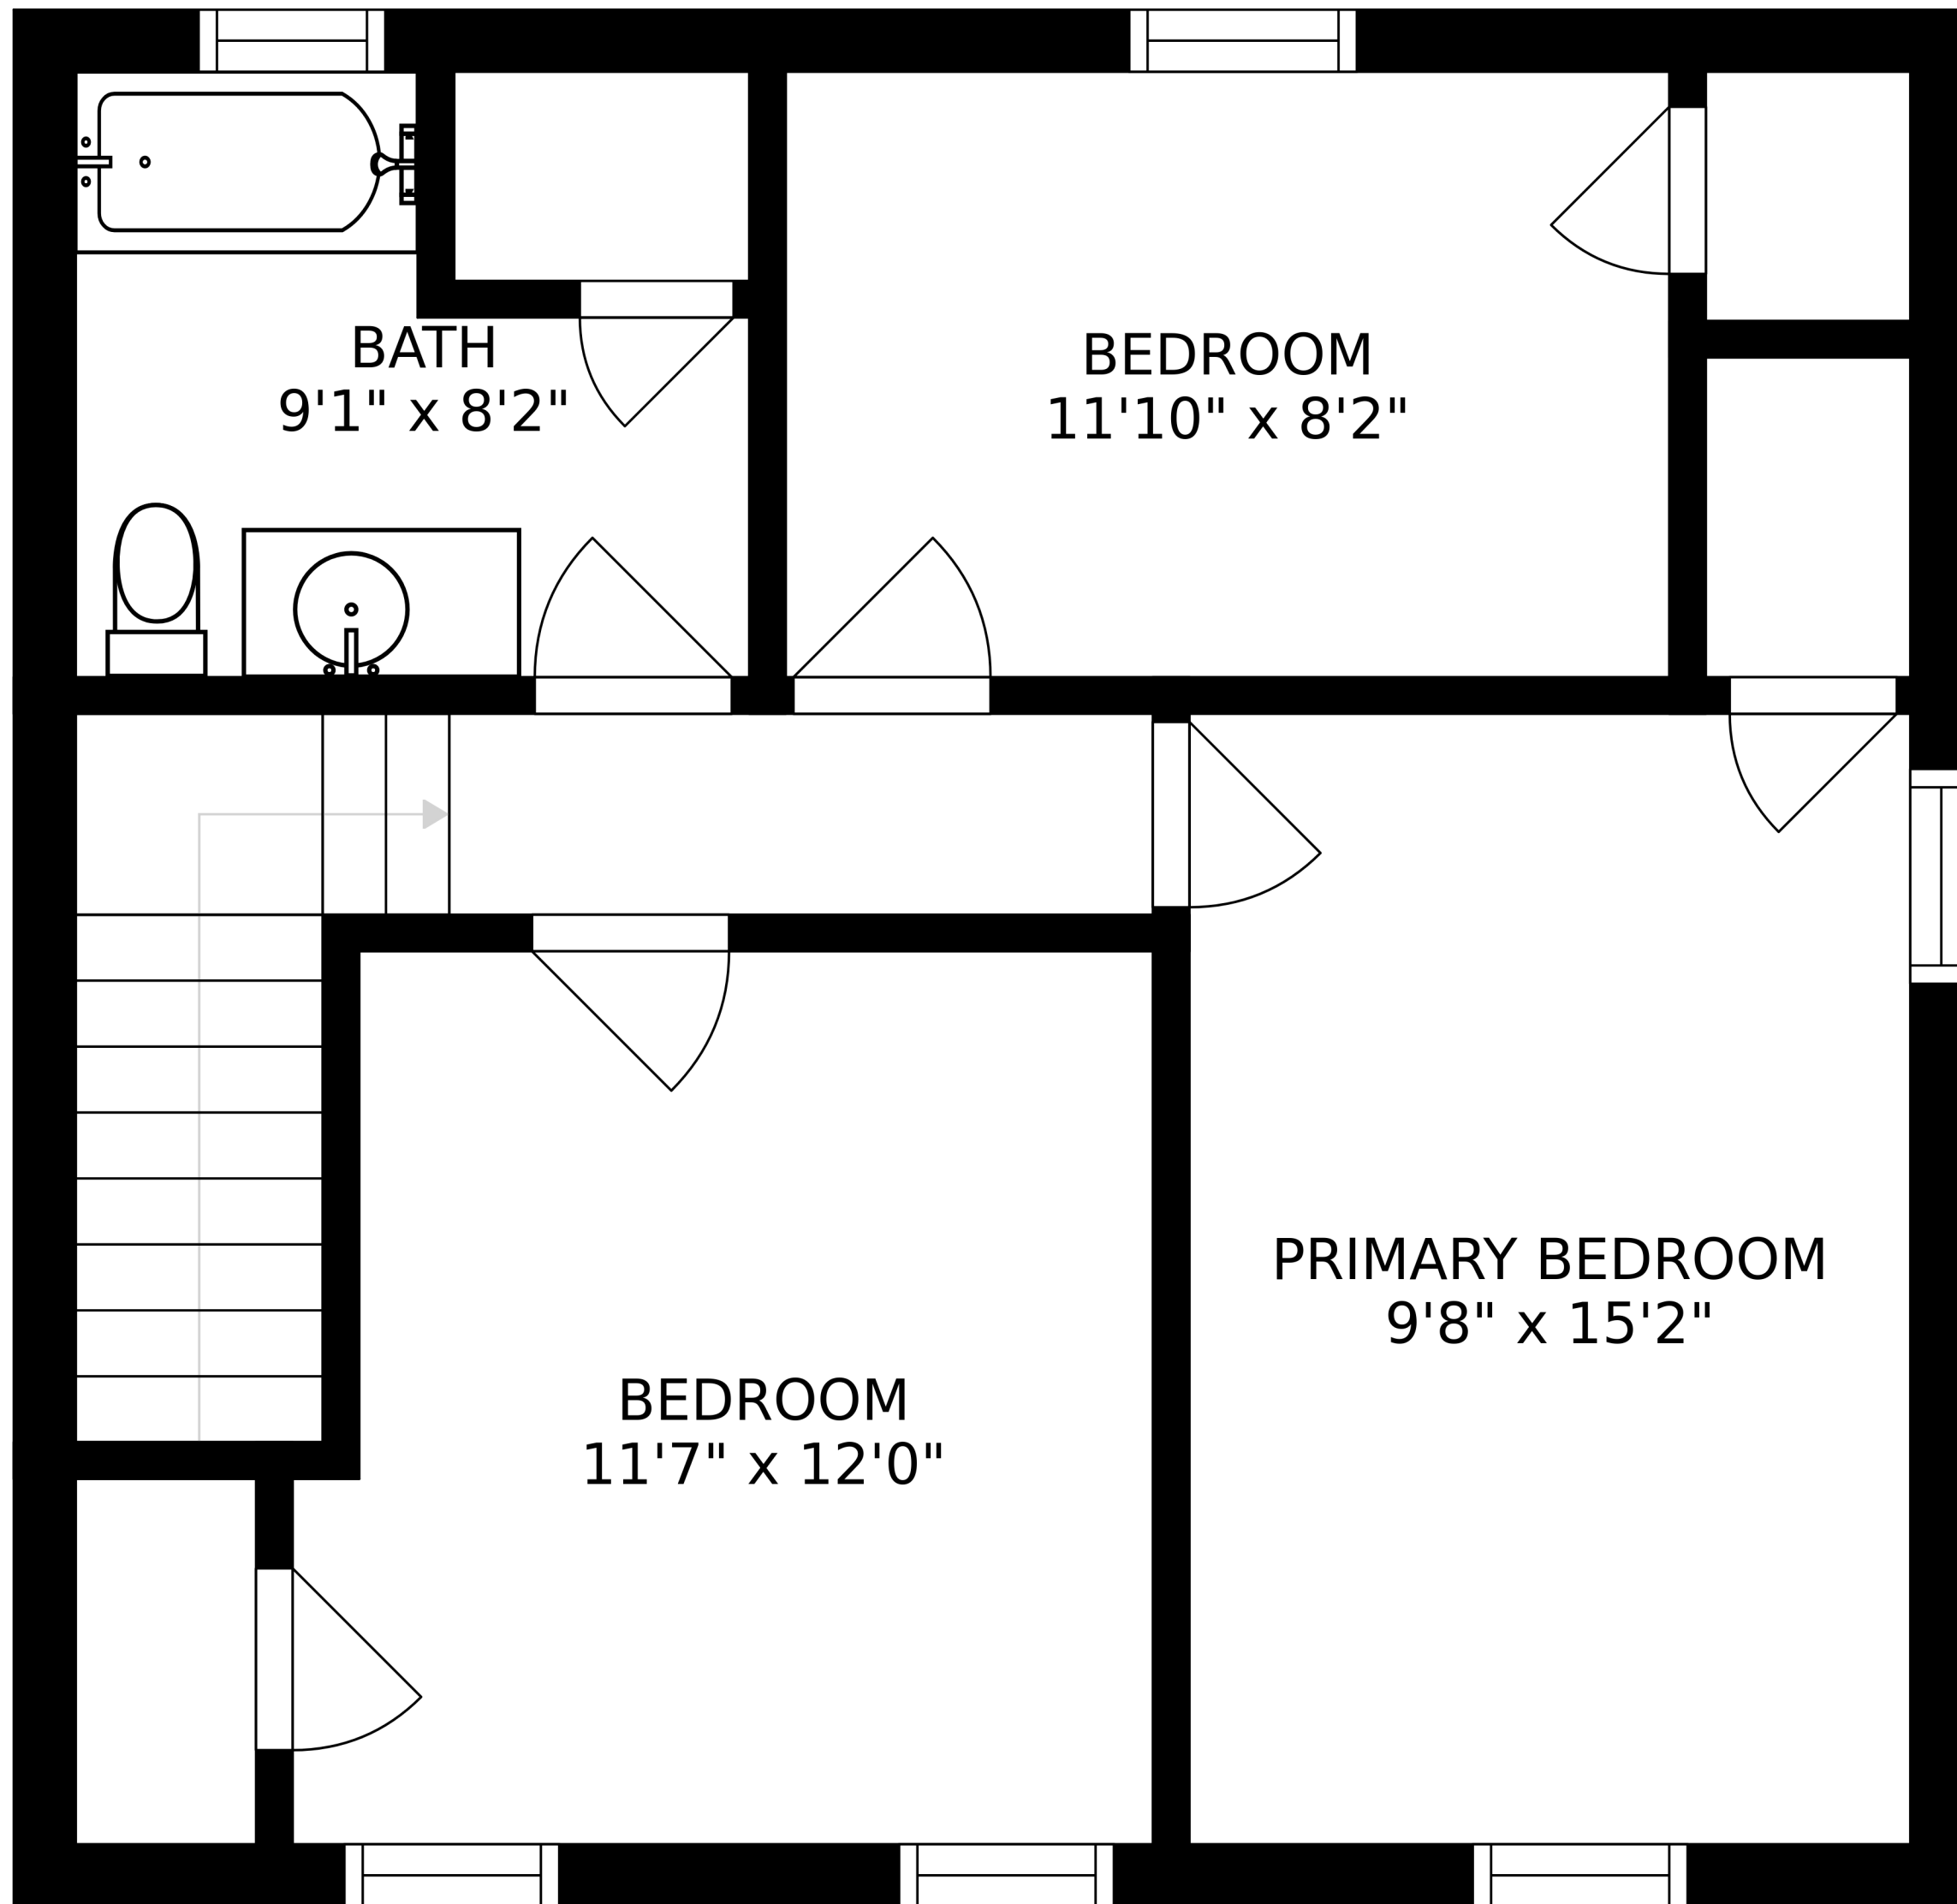 BATH
9'1" x 8'2"
BEDROOM
11'10" x 8'2"
PRIMARY BEDROOM
9'8" x 15'2"
BEDROOM
11'7" x 12'0"